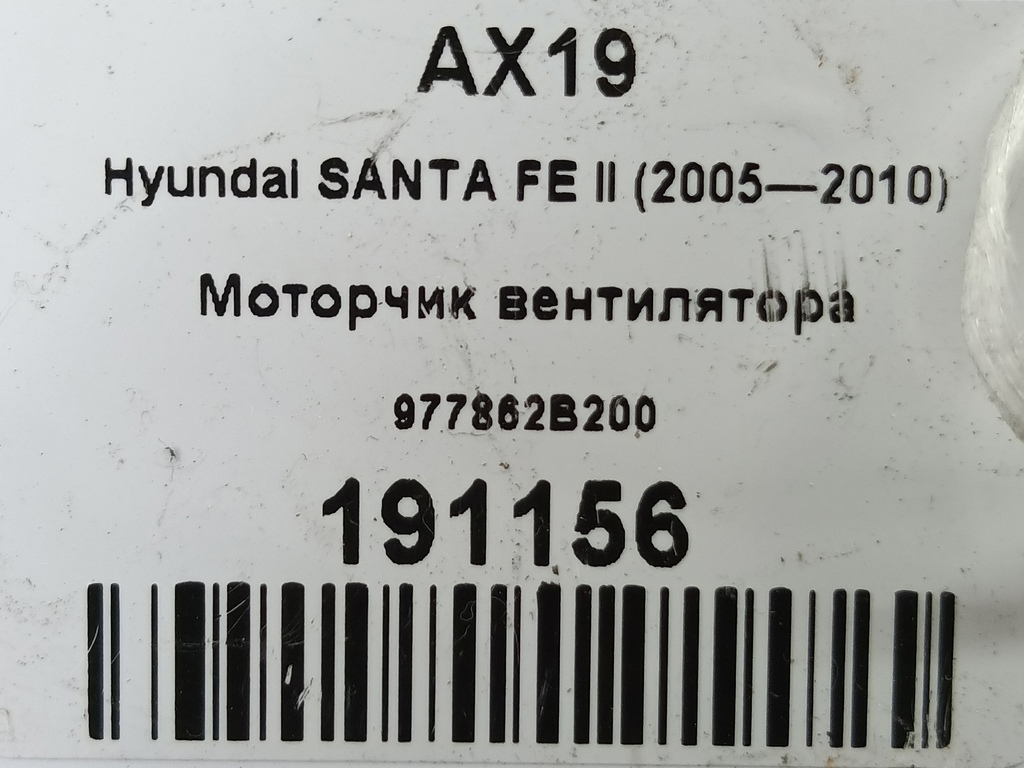 AX19
Hyundai SANTA FE II (2005—2010)
Моторчик вентилятора
977862B200
191156